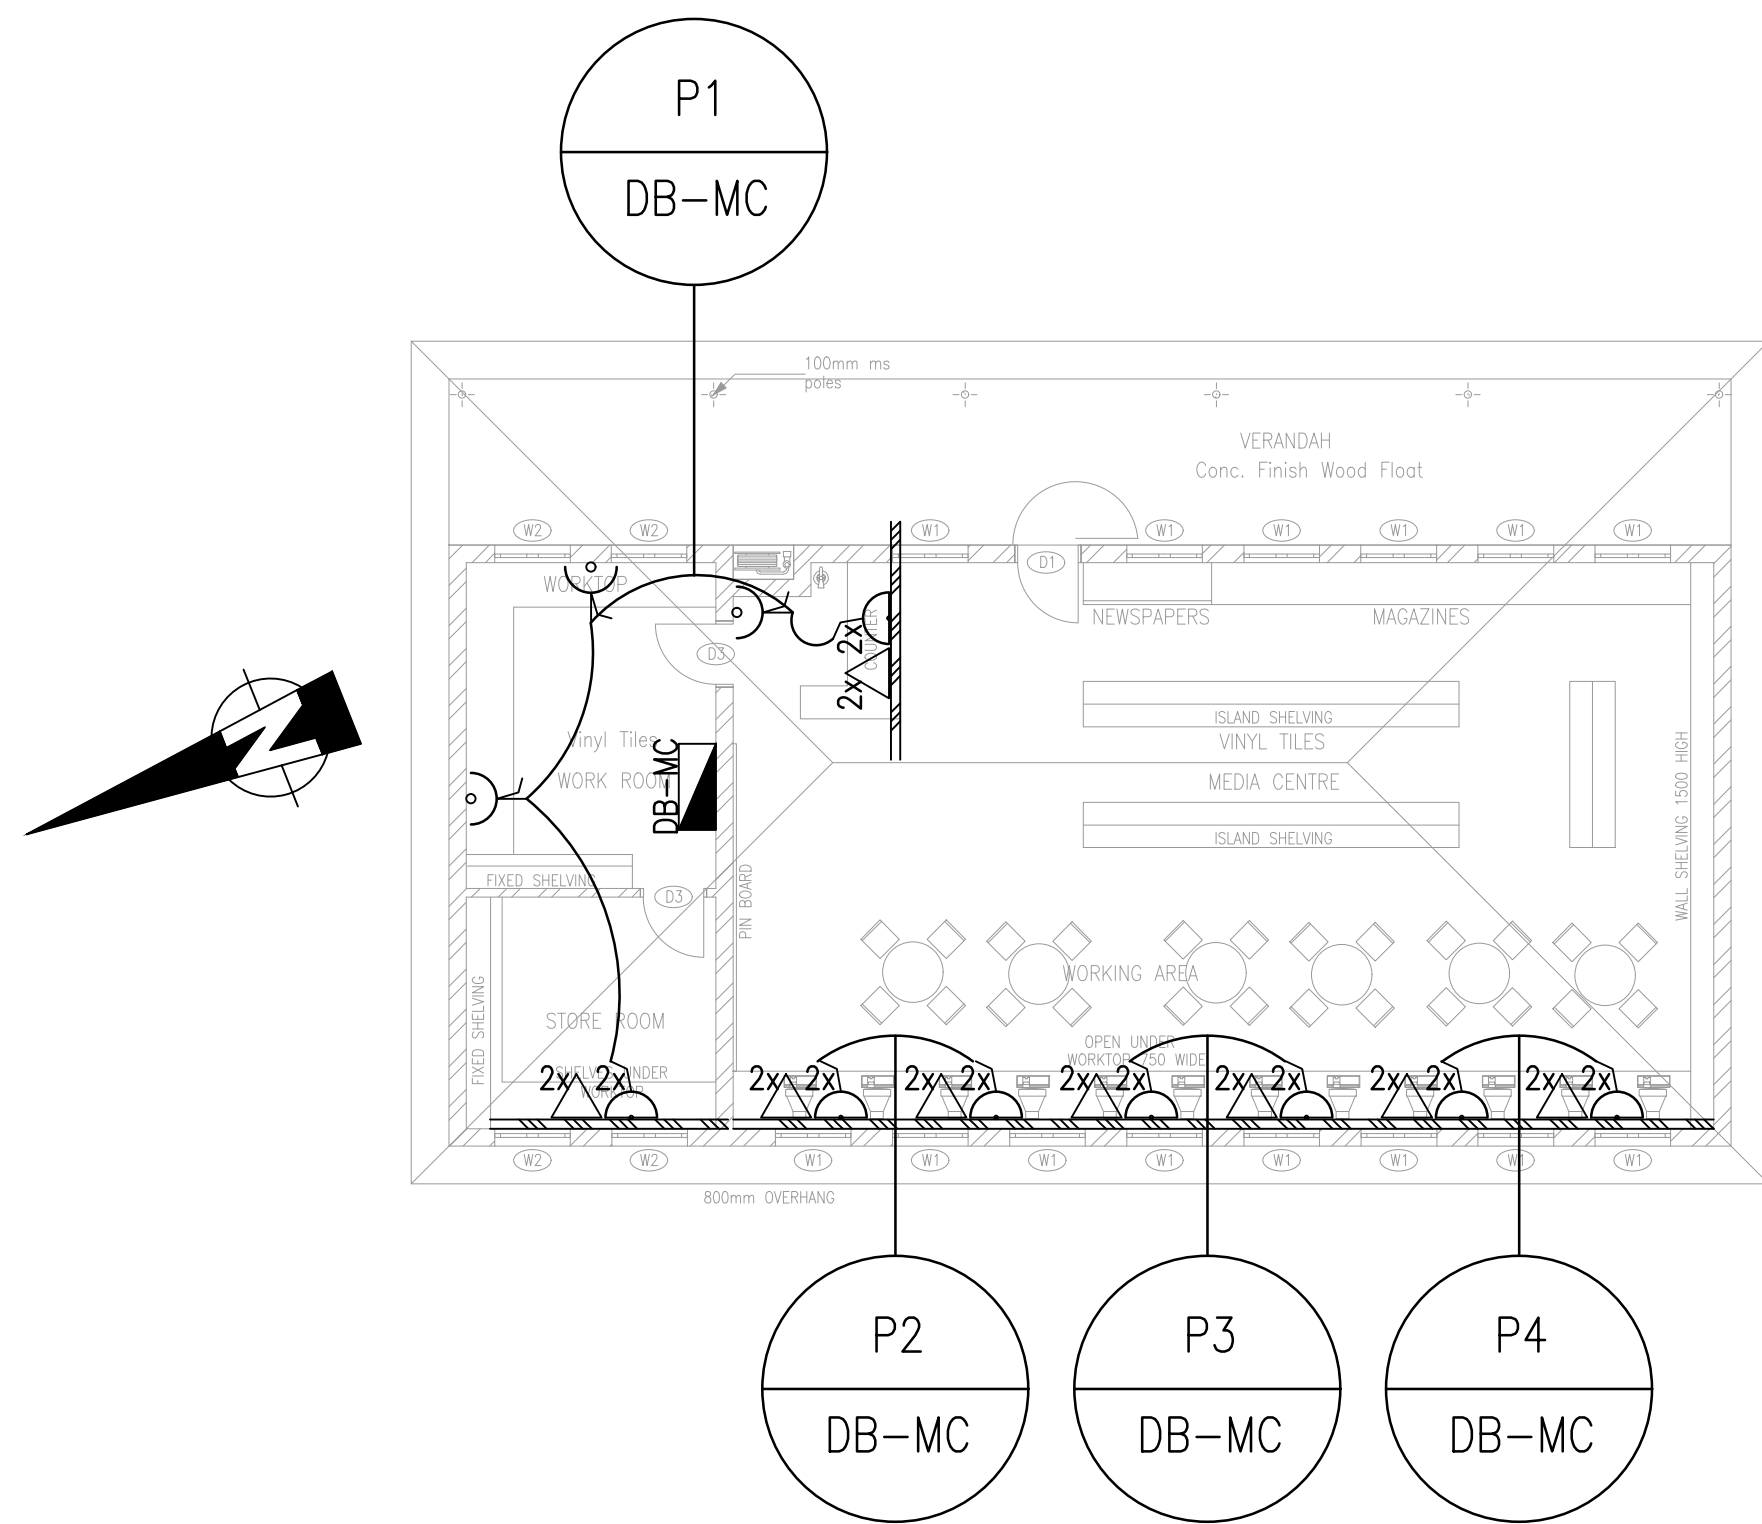 P1
DB-MC
100mm ms
poles
VERANDAH
Conc. Finish Wood Float
W2
W2
W1
W1
W1
W1
W1
W1
D1
WORKTOP
NEWSPAPERS
MAGAZINES
COUNTER
2x
2x
D3
ISLAND SHELVING
VINYL TILES
Vinyl Tiles
WORK ROOM
DB-MC
MEDIA CENTRE
ISLAND SHELVING
WALL SHELVING 1500 HIGH
FIXED SHELVING
D3
PIN BOARD
WORKING AREA
FIXED SHELVING
STORE ROOM
OPEN UNDER
WORKTOP 750 WIDE
SHELVES UNDER
WORKTOP
2x
2x
2x
2x
2x
2x
2x
2x
2x
2x
2x
2x
2x
2x
W2
W2
W1
W1
W1
W1
W1
W1
W1
W1
800mm OVERHANG
P2
DB-MC
P3
DB-MC
P4
DB-MC
N